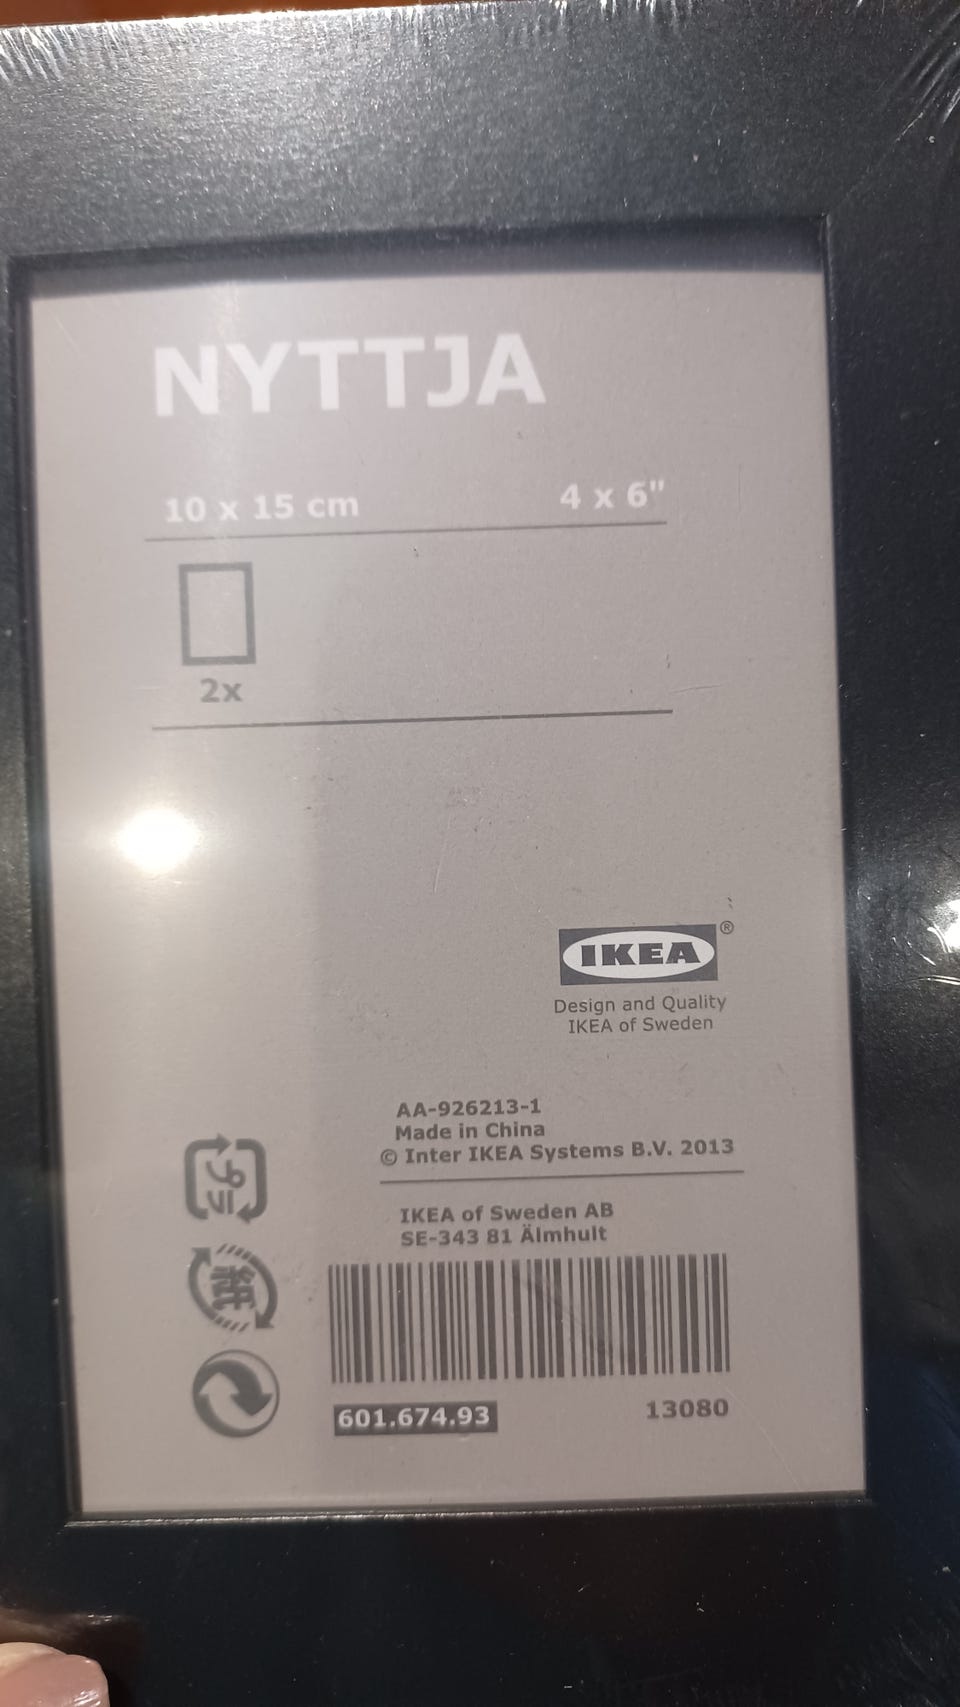 NYTTJA
10 x 15 cm 4 x 6"
2x
IKEA ®
Design and Quality
IKEA of Sweden
AA-926213-1
Made in China
© Inter IKEA Systems B.V. 2013
IKEA of Sweden AB
SE-343 81 Älmhult
紙
601.674.93 13080